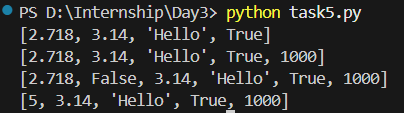 PS D:\Internship\Day3> python task5.py
[2.718, 3.14, 'Hello', True]
[2.718, 3.14, 'Hello', True, 1000]
[2.718, False, 3.14, 'Hello', True, 1000]
[5, 3.14, 'Hello', True, 1000]